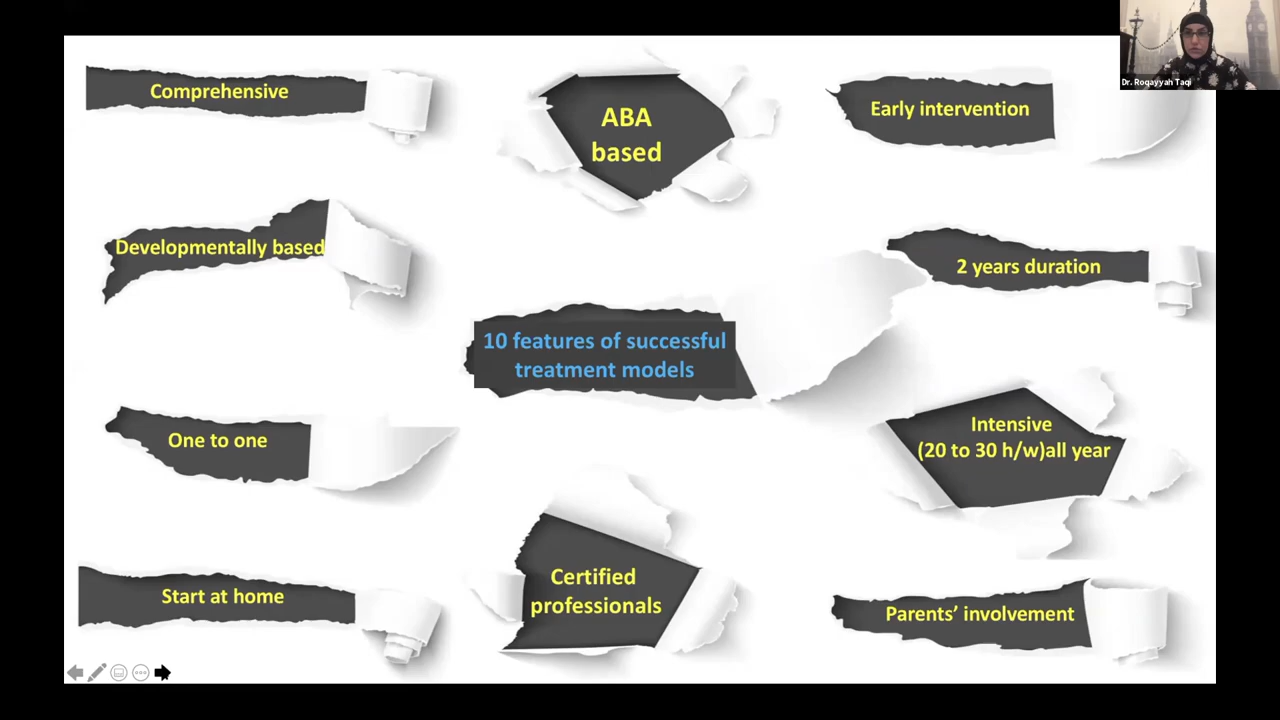 Dr. Roqayyah Taqi
Comprehensive
ABA
based
Early intervention
Developmentally based
2 years duration
10 features of successful
treatment models
One to one
Intensive
(20 to 30 h/w)all year
Start at home
Certified
professionals
Parents’ involvement